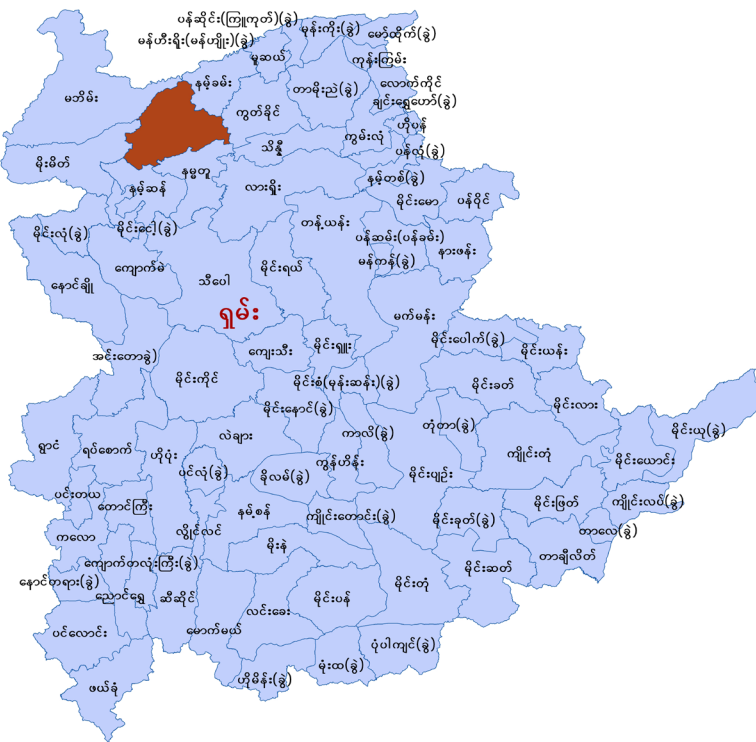 ပန်ဆိုင်း(ကြူကုတ်)(ခွဲ)
မုန်းကိုး(ခွဲ)
မော်ထိုက်(ခွဲ)
မန်ဟီးရိုး(မန်ဟျိုး)(ခွဲ)
မူဆယ်
ကုန်းကြမ်း
နမ့်ခမ်း
လောက်ကိုင်
တာမိုးညဲ(ခွဲ)
မဘိမ်း
ချင်းရွှေဟော်(ခွဲ)
ကွတ်ခိုင်
ဟိုပန်
ကွမ်းလုံ
သိန္နီ
ပန်လုံ(ခွဲ)
မိုးမိတ်
နမ္မတူ
နမ့်တစ်(ခွဲ)
နမ့်ဆန်
လားရှိုး
မိုင်းမော
ပန်ဝိုင်
တန့်ယန်း
မိုင်းငေါ့(ခွဲ)
မိုင်းလုံ(ခွဲ)
ပန်ဆမ်း(ပန်ခမ်း)
နားဖန်း
မန်ကန်(ခွဲ)
ကျောက်မဲ
မိုင်းရယ်
သီပေါ
နောင်ချို
ရှမ်း
မက်မန်း
မိုင်းပေါက်(ခွဲ)
မိုင်းရှူး
ကျေးသီး
မိုင်းယန်း
အင်းတော(ခွဲ)
မိုင်းကိုင်
မိုင်းစံ(မုန်းဆန်း)(ခွဲ)
မိုင်းခတ်
မိုင်းလား
မိုင်းနောင်(ခွဲ)
တုံတာ(ခွဲ)
မိုင်းယု(ခွဲ)
လဲချား
ကာလိ(ခွဲ)
ရွာငံ
ရပ်စောက်
ဟိုပုံး
ကျိုင်းတုံ
မိုင်းယောင်း
ကွန်ဟိန်း
ပင်လုံ(ခွဲ)
ခိုလမ်(ခွဲ)
မိုင်းပျဉ်း
ပင်းတယ
တောင်ကြီး
မိုင်းဖြတ်
ကျိုင်းလပ်(ခွဲ)
နမ့်စန်
ကျိုင်းတောင်း(ခွဲ)
မိုင်းခုတ်(ခွဲ)
လွိုင်လင်
တာလေ(ခွဲ)
ကလော
မိုးနဲ
တာချီလိတ်
ကျောက်တလုံးကြီး(ခွဲ)
မိုင်းဆတ်
နောင်တရား(ခွဲ)
မိုင်းတုံ
ညောင်ရွှေ
ဆီဆိုင်
မိုင်းပန်
လင်းခေး
ပင်လောင်း
မောက်မယ်
ပုံပါကျင်(ခွဲ)
မုံးထ(ခွဲ)
ဟိုမိန်း(ခွဲ)
ဖယ်ခုံ